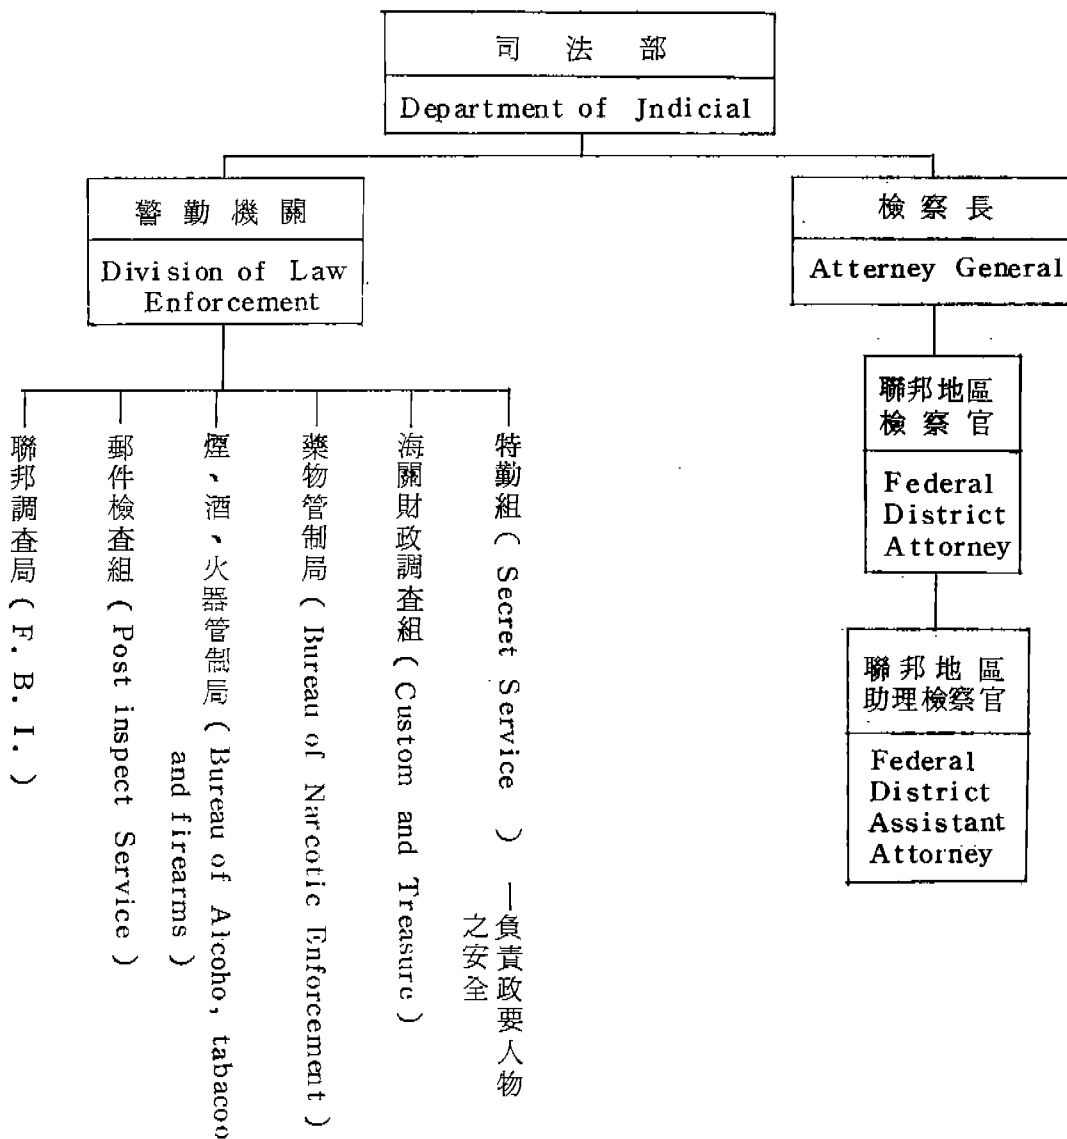 司法部
Department of Jndicial
警勤機關
Division of Law
Enforcement
檢察長
Atterney General
聯邦地區
檢察官
Federal
District
Attorney
聯邦地區
助理檢察官
Federal
District
Assistant
Attorney
特勤組（Secret Service ）—負責政要人物
之安全
海關財政調查組（Custom and Treasure）
藥物管制局（Bureau of Narcotic Enforcement）
煙、酒、火器管制局（Bureau of Alcoho, tabacoo
and firearms）
郵件檢查組（Post inspect Service）
聯邦調查局（F. B. I.）